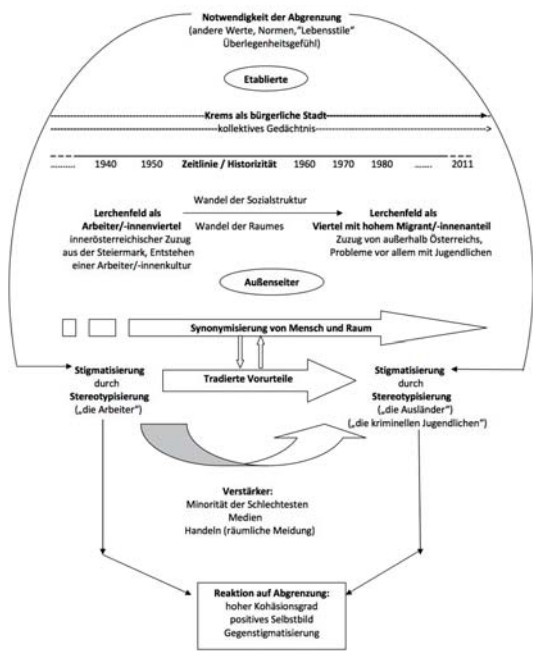 Notwendigkeit der Abgrenzung
(andere Werte, Normen,"Lebensstile"
Überlegenheitsgefühl)
Etablierte
Krems als bürgerliche Stadt
kollektives Gedächtnis
......... 1940 1950 Zeitlinie / Historizität 1960 1970 1980 ...... 2011
Wandel der Sozialstruktur
Wandel des Raumes
Lerchenfeld als
Arbeiter/-innenviertel
innerösterreichischer Zuzug
aus der Steiermark, Entstehen
einer Arbeiter/-innenkultur
Lerchenfeld als
Viertel mit hohem Migrant/-innenanteil
Zuzug von außerhalb Österreichs,
Probleme vor allem mit Jugendlichen
Außenseiter
Synonymisierung von Mensch und Raum
Tradierte Vorurteile
Stigmatisierung
durch
Stereotypisierung
(„die Arbeiter")
Stigmatisierung
durch
Stereotypisierung
(„die Ausländer")
(„die kriminellen Jugendlichen")
Verstärker:
Minorität der Schlechtesten
Medien
Handeln (räumliche Meidung)
Reaktion auf Abgrenzung:
hoher Kohäsionsgrad
positives Selbstbild
Gegenstigmatisierung